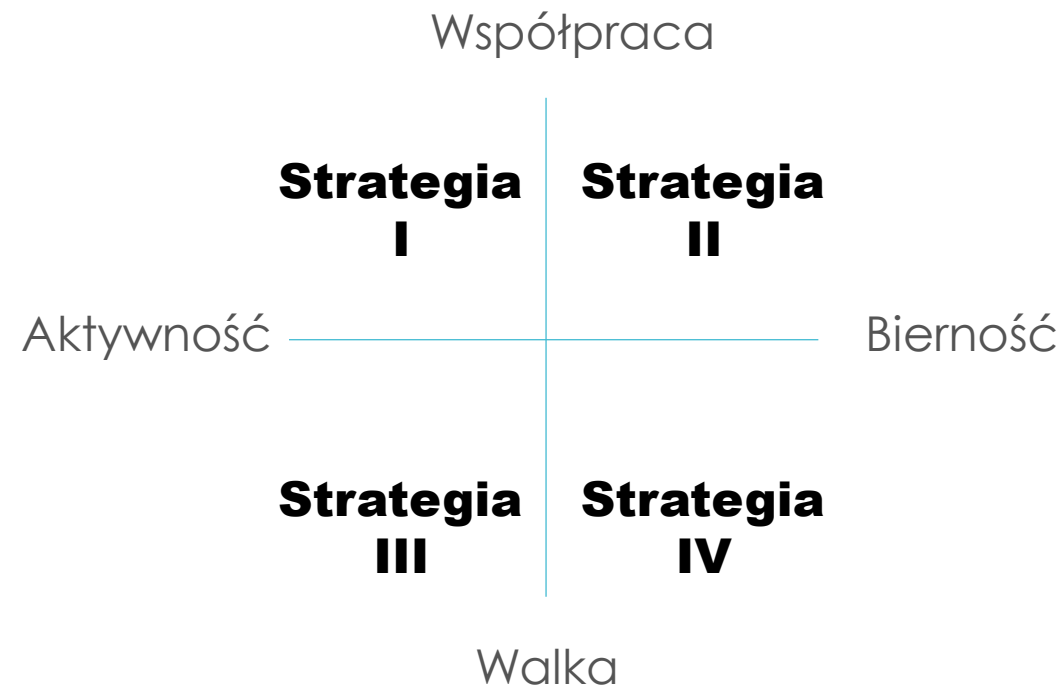 Współpraca
Strategia
I
Strategia
II
Aktywność
Bierność
Strategia
III
Strategia
IV
Walka